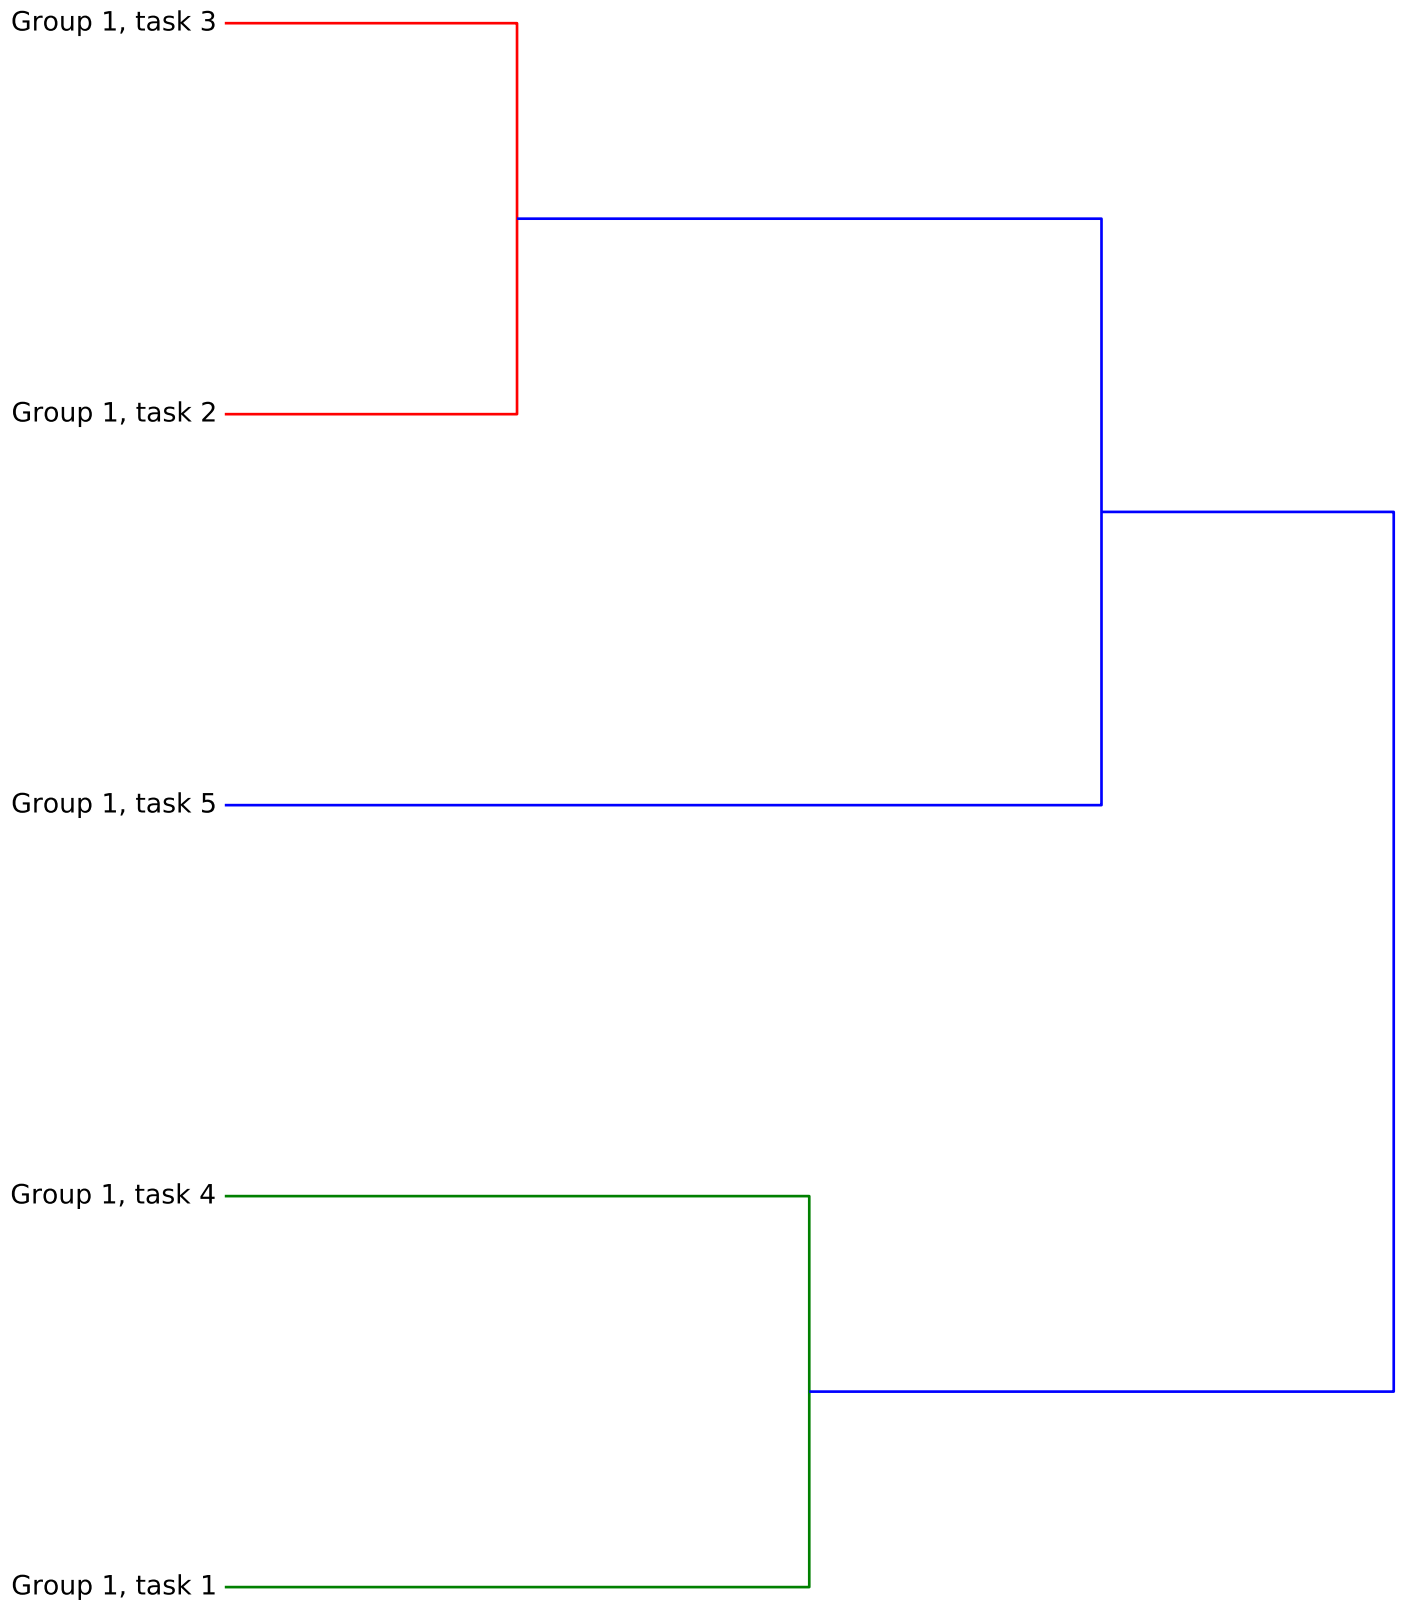 Group 1, task 3
Group 1, task 2
Group 1, task 5
Group 1, task 4
Group 1, task 1